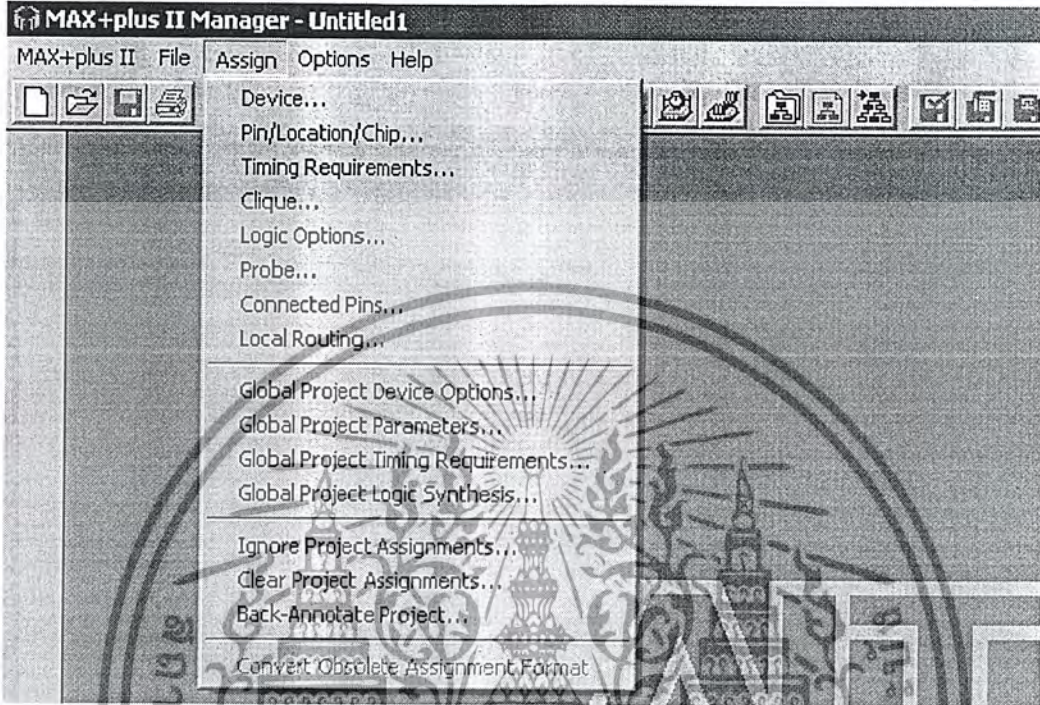 MAX+plus II Manager - Untitled1
MAX+plus II File Assign Options Help
Device...
Pin/Location/Chip...
Timing Requirements...
Clique...
Logic Options...
Probe...
Connected Pins...
Local Routing...
Global Project Device Options...
Global Project Parameters...
Global Project Timing Requirements...
Global Project Logic Synthesis...
Ignore Project Assignments...
Clear Project Assignments...
Back-Annotate Project...
Convert Obsolete Assignment Format